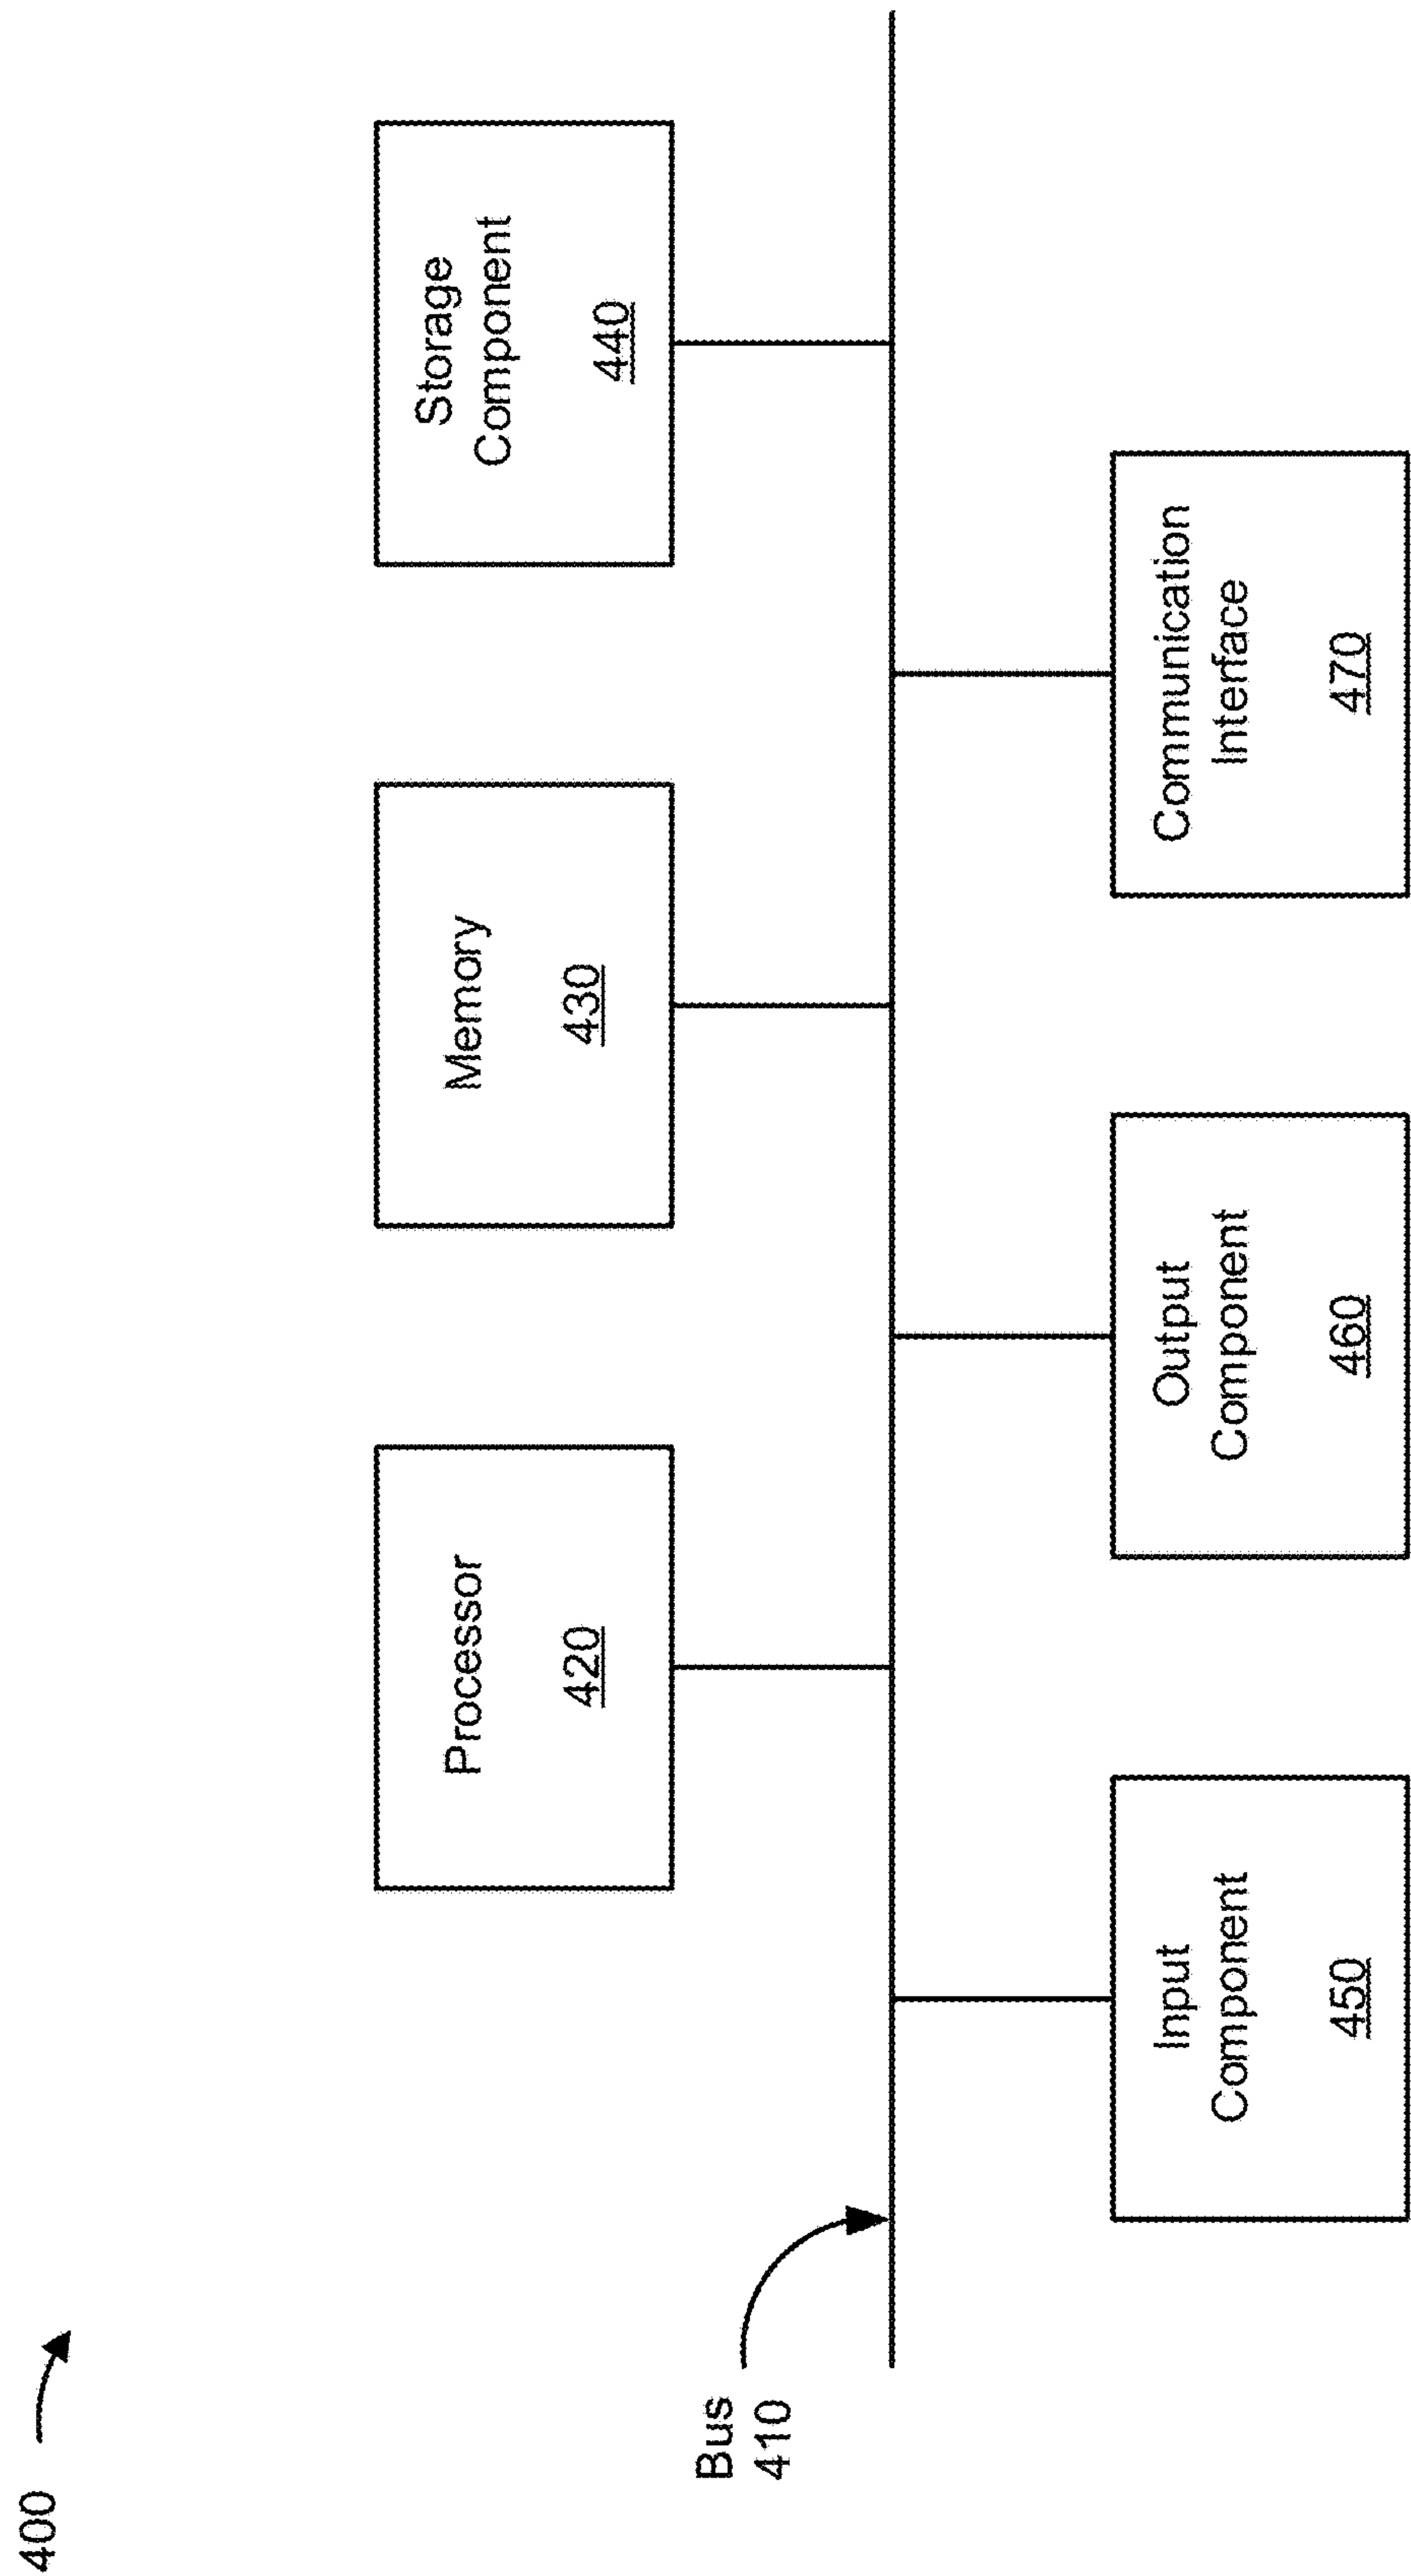 400
Bus
410
Processor
420
Memory
430
Storage
Component
440
Input
Component
450
Output
Component
460
Communication
Interface
470